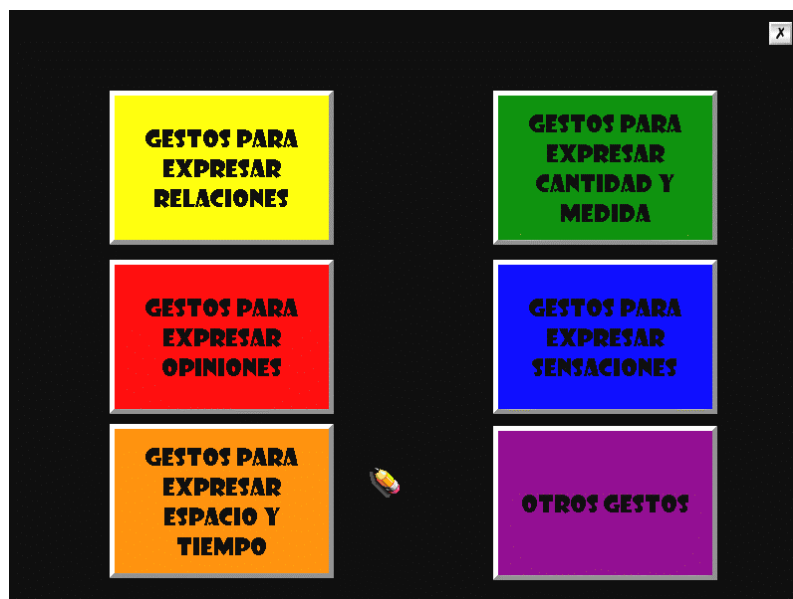 X
GESTOS PARA
EXPRESAR
RELACIONES
GESTOS PARA
EXPRESAR
CANTIDAD Y
MEDIDA
GESTOS PARA
EXPRESAR
OPINIONES
GESTOS PARA
EXPRESAR
SENSACIONES
GESTOS PARA
EXPRESAR
ESPACIO Y
TIEMPO
OTROS GESTOS